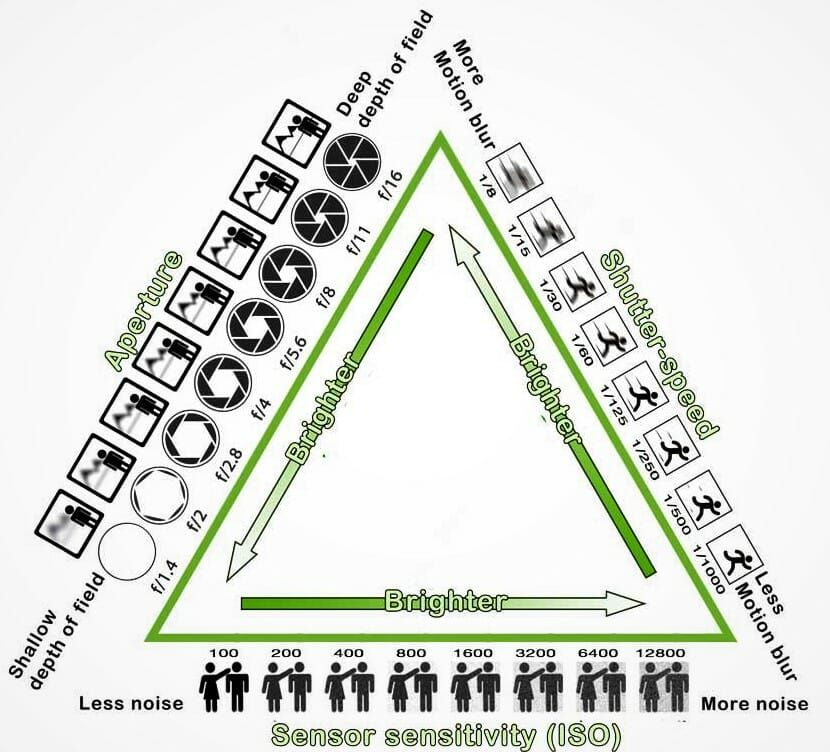 Deep
depth of field
More
Motion blur
f/16
f/11
f/8
f/5.6
f/4
f/2.8
f/2
f/1.4
Aperture
Shallow
depth of field
1/8
1/15
1/30
1/60
1/125
1/250
1/500
1/1000
Shutter-speed
Less
Motion blur
Brighter
Brighter
Brighter
100 200 400 800 1600 3200 6400 12800
Less noise
More noise
Sensor sensitivity (ISO)